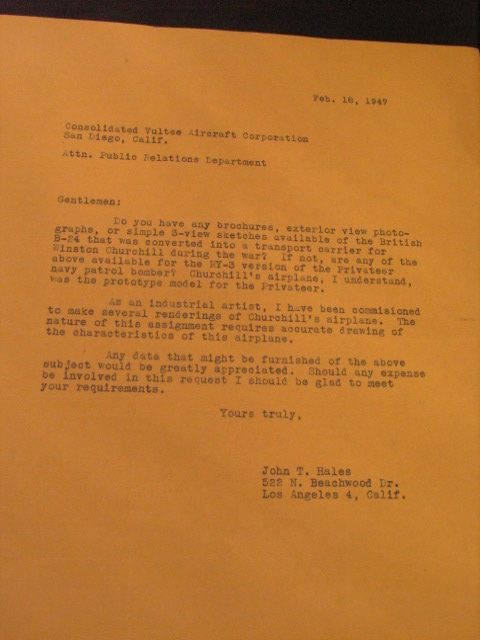 Feb. 18, 1947
Consolidated Vultee Aircraft Corporation
San Diego, Calif.
Attn. Public Relations Department
Gentlemen;
Do you have any brochures, exterior view photo-
graphs, or simple 3-view sketches available of the British
B-24 that was converted into a transport carrier for
Winston Churchill during the war? If not, are any of the
above available for the RY-3 version of the Privateer
navy patrol bomber? Churchill's airplane, I understand,
was the prototype model for the Privateer.
As an industrial artist, I have been commisioned
to make several renderings of Churchill's airplane. The
nature of this assignment requires accurate drawing of
the characteristics of this airplane.
Any data that might be furnished of the above
subject would be greatly appreciated. Should any expense
be involved in this request I should be glad to meet
your requirements.
Yours truly,
John T. Hales
522 N. Beachwood Dr.
Los Angeles 4, Calif.